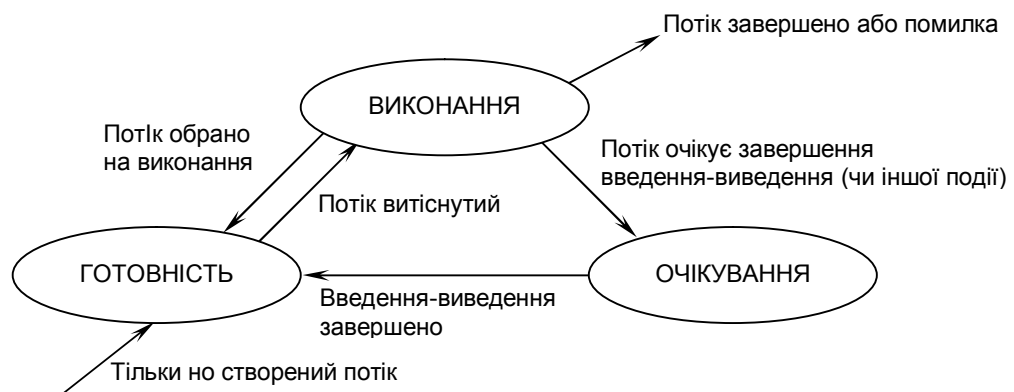 Потік завершено або помилка
ВИКОНАННЯ
ПотІк обрано
на виконання
Потік очікує завершення
введення-виведення (чи іншої події)
Потік витіснутий
ГОТОВНІСТЬ
ОЧІКУВАННЯ
Введення-виведення
завершено
Тільки но створений потік